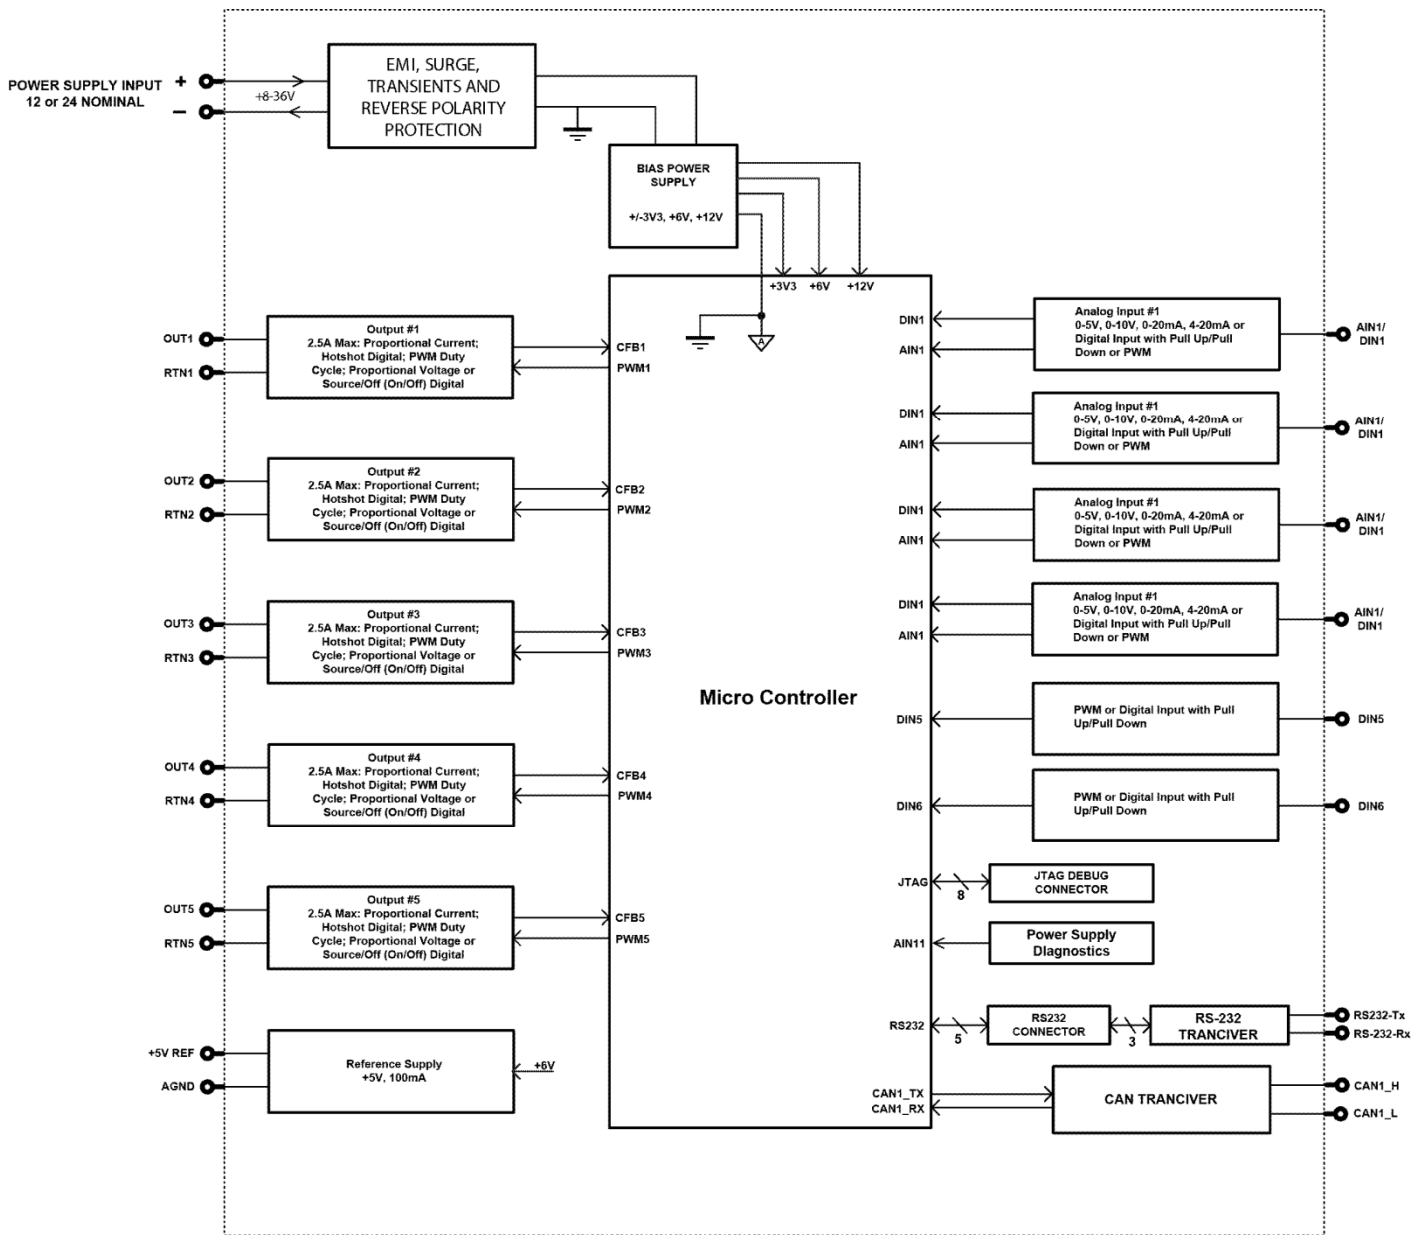 POWER SUPPLY INPUT
12 or 24 NOMINAL
+
−
+8-36V
EMI, SURGE,
TRANSIENTS AND
REVERSE POLARITY
PROTECTION
BIAS POWER
SUPPLY
+/-3V3, +6V, +12V
+3V3
+6V
+12V
A
Micro Controller
OUT1
RTN1
Output #1
2.5A Max: Proportional Current;
Hotshot Digital; PWM Duty
Cycle; Proportional Voltage or
Source/Off (On/Off) Digital
CFB1
PWM1
OUT2
RTN2
Output #2
2.5A Max: Proportional Current;
Hotshot Digital; PWM Duty
Cycle; Proportional Voltage or
Source/Off (On/Off) Digital
CFB2
PWM2
OUT3
RTN3
Output #3
2.5A Max: Proportional Current;
Hotshot Digital; PWM Duty
Cycle; Proportional Voltage or
Source/Off (On/Off) Digital
CFB3
PWM3
OUT4
RTN4
Output #4
2.5A Max: Proportional Current;
Hotshot Digital; PWM Duty
Cycle; Proportional Voltage or
Source/Off (On/Off) Digital
CFB4
PWM4
OUT5
RTN5
Output #5
2.5A Max: Proportional Current;
Hotshot Digital; PWM Duty
Cycle; Proportional Voltage or
Source/Off (On/Off) Digital
CFB5
PWM5
+5V REF
AGND
Reference Supply
+5V, 100mA
+6V
DIN1
AIN1
Analog Input #1
0-5V, 0-10V, 0-20mA, 4-20mA or
Digital Input with Pull Up/Pull
Down or PWM
AIN1/
DIN1
DIN1
AIN1
Analog Input #1
0-5V, 0-10V, 0-20mA, 4-20mA or
Digital Input with Pull Up/Pull
Down or PWM
AIN1/
DIN1
DIN1
AIN1
Analog Input #1
0-5V, 0-10V, 0-20mA, 4-20mA or
Digital Input with Pull Up/Pull
Down or PWM
AIN1/
DIN1
DIN1
AIN1
Analog Input #1
0-5V, 0-10V, 0-20mA, 4-20mA or
Digital Input with Pull Up/Pull
Down or PWM
AIN1/
DIN1
DIN5
PWM or Digital Input with Pull
Up/Pull Down
DIN5
DIN6
PWM or Digital Input with Pull
Up/Pull Down
DIN6
JTAG
8
JTAG DEBUG
CONNECTOR
AIN11
Power Supply
Diagnostics
RS232
5
RS232
CONNECTOR
3
RS-232
TRANCIVER
RS232-Tx
RS-232-Rx
CAN1_TX
CAN1_RX
CAN TRANCIVER
CAN1_H
CAN1_L